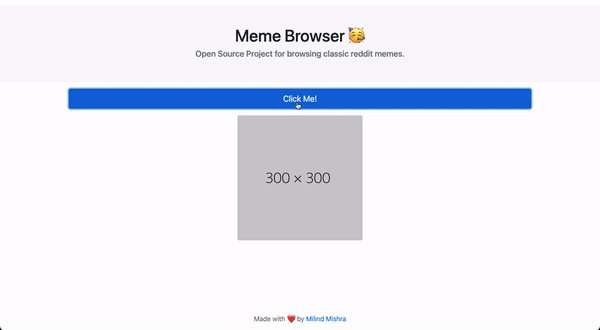 Meme Browser 🥳
Open Source Project for browsing classic reddit memes.
Click Me!
300 × 300
Made with ❤️ by Milind Mishra